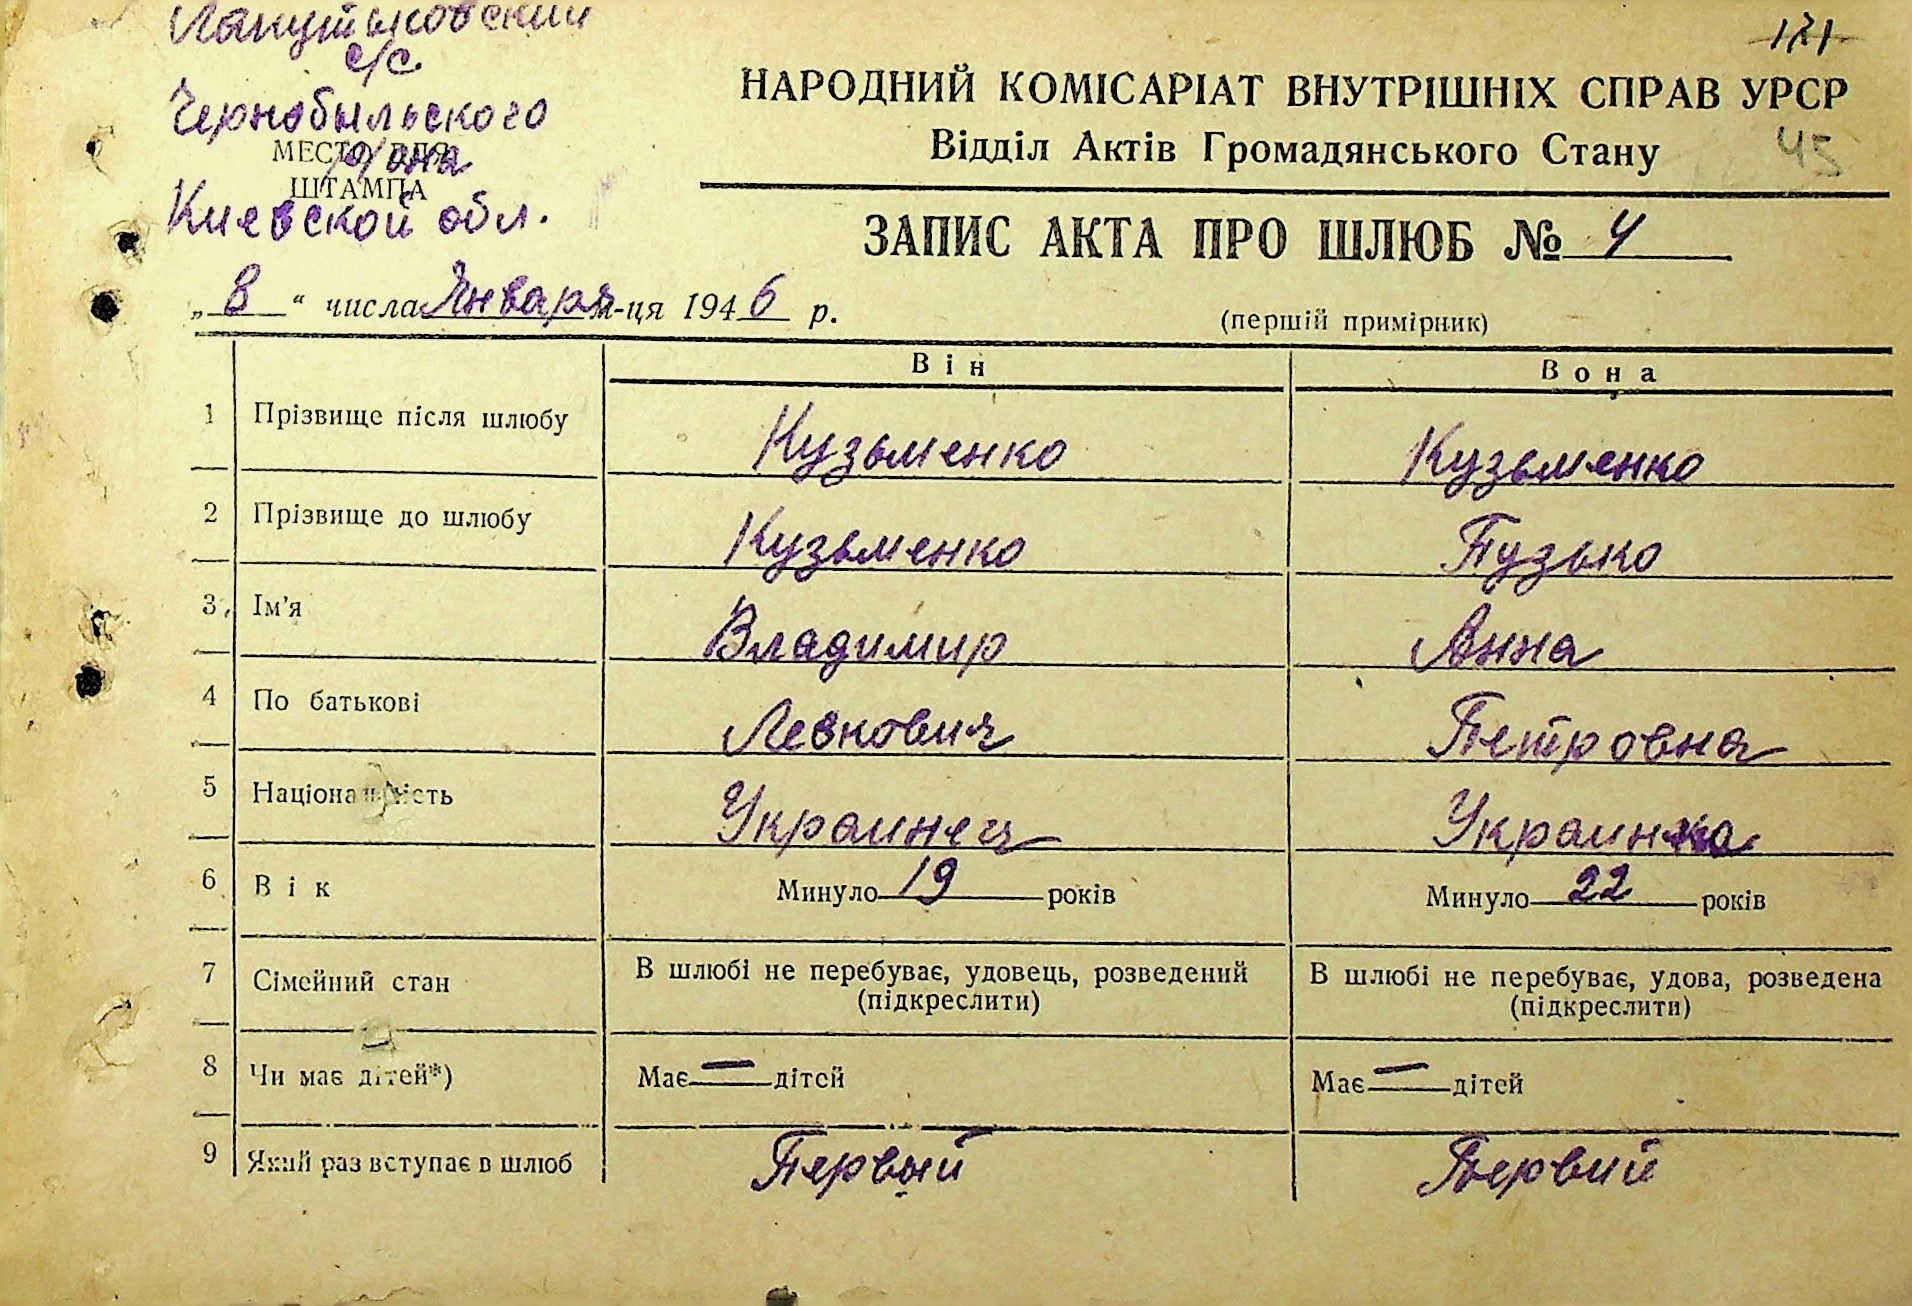 Лапутьковский
с/с.
Чернобыльского
МЕСТО ДЛЯ
р/она
ШТАМПА
Киевской обл.
121
НАРОДНИЙ КОМІСАРІАТ ВНУТРІШНІХ СПРАВ УРСР
Відділ Актів Громадянського Стану
45
ЗАПИС АКТА ПРО ШЛЮБ № 4
„ 8 “ числа Января м-ця 1946 р.
(першій примірник)
Він
Вона
1 Прізвище після шлюбу Кузьменко Кузьменко
2 Прізвище до шлюбу Кузьменко Пузько
3 Ім'я Владимир Анна
4 По батькові Левкович Петровна
5 Національність Украинец Украинка
6 Вік Минуло 19 років Минуло 22 років
7 Сімейний стан В шлюбі не перебуває, удовець, розведений В шлюбі не перебуває, удова, розведена
(підкреслити) (підкреслити)
8 Чи має дітей*) Має — дітей Має — дітей
9 Який раз вступає в шлюб Первый Первий